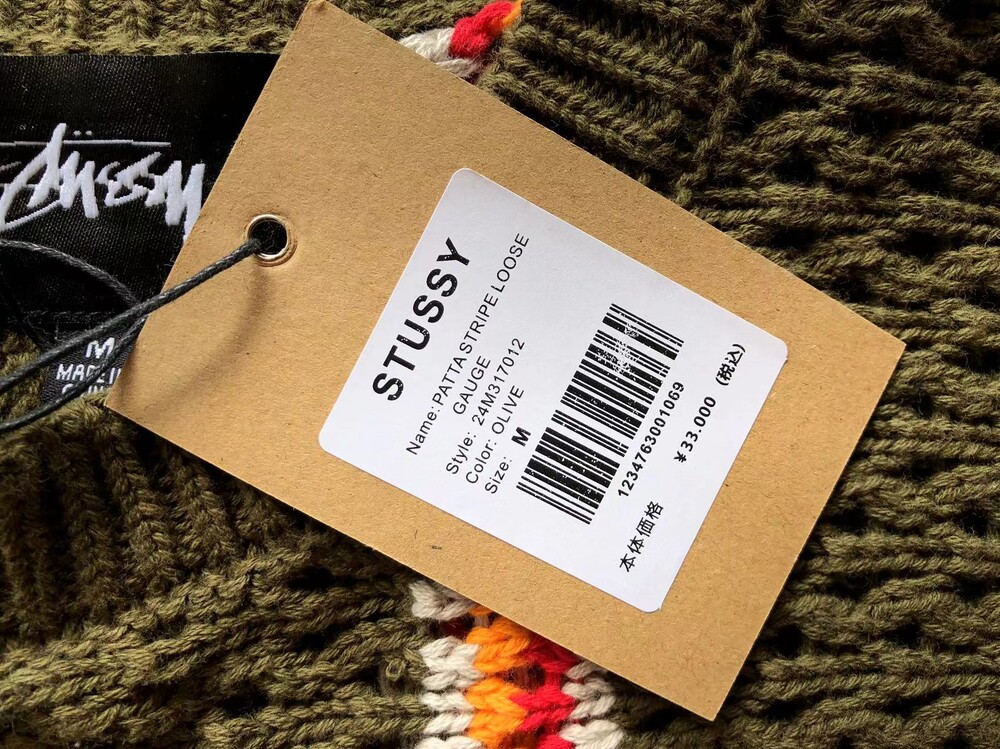 STÜSSY
M
STUSSY
Name: PATTA STRIPE LOOSE
GAUGE
Style: 24M317012
Color: OLIVE
Size: M
1234763001069
本体価格 ¥33.000 (税込)